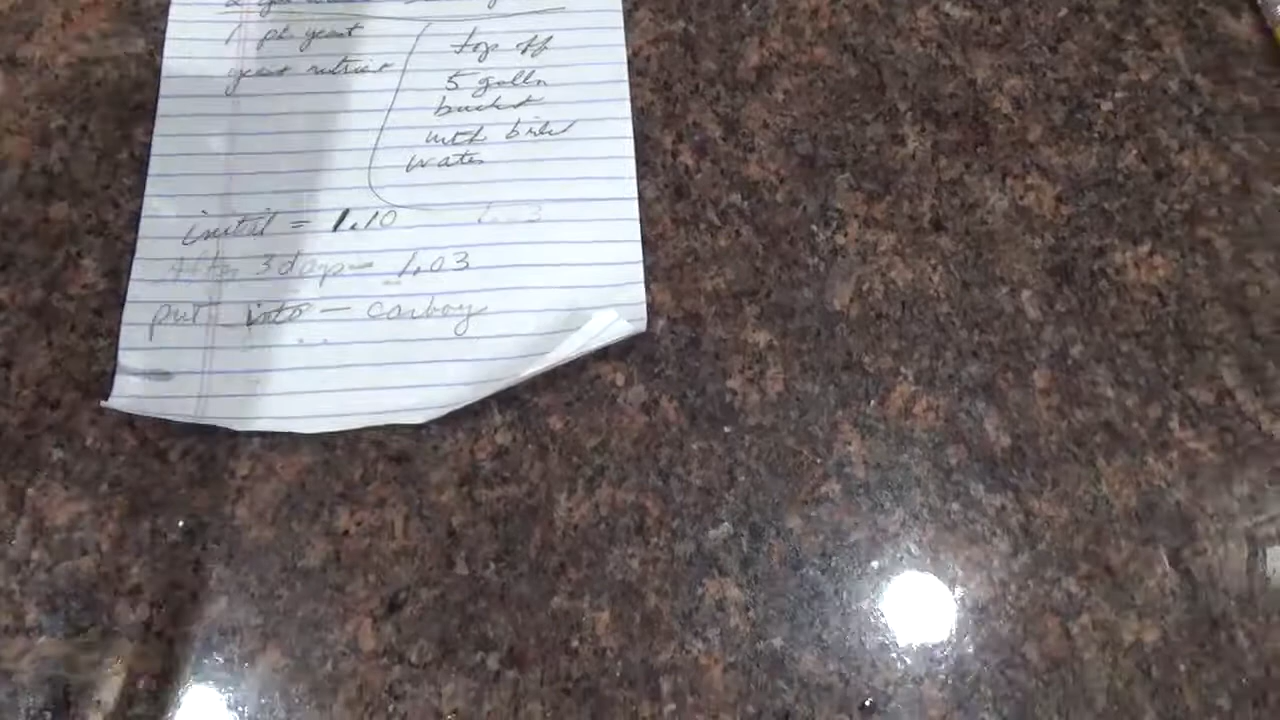 1 pk yeast
yeast nutrient
top off
5 galln
bucket
with boiled
water
initial = 1.10
After 3 days - 1.03
put into - carboy